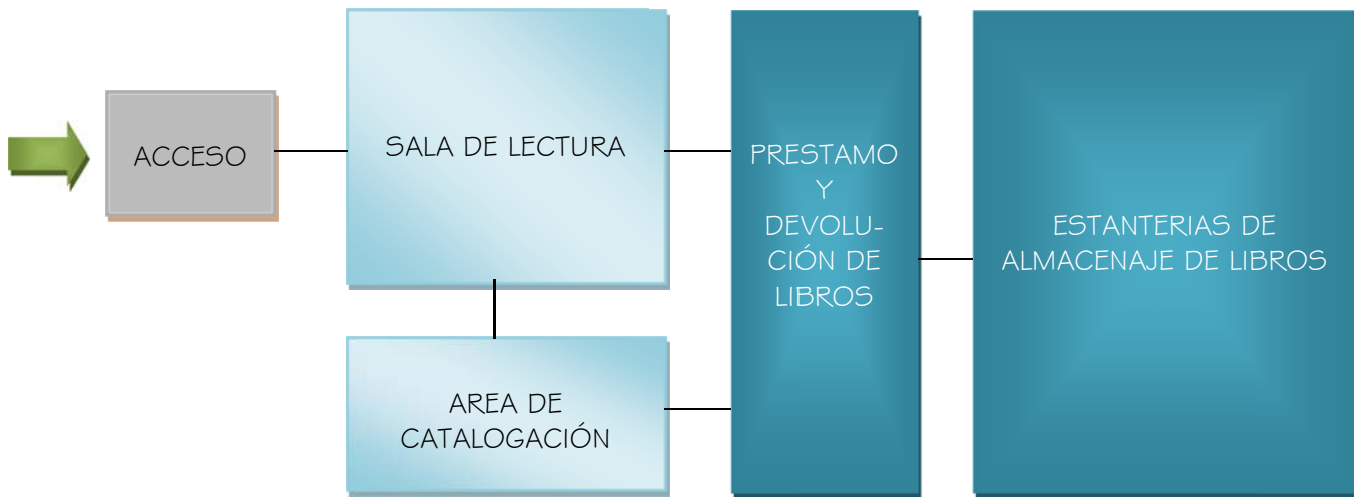 ACCESO
SALA DE LECTURA
AREA DE
CATALOGACIÓN
PRESTAMO
Y
DEVOLU-
CIÓN DE
LIBROS
ESTANTERIAS DE
ALMACENAJE DE LIBROS